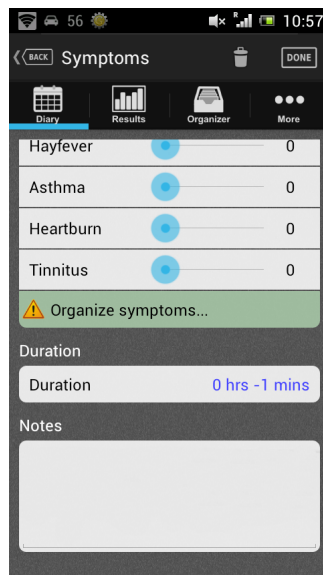 56 R 10:57
BACK Symptoms DONE
Diary Results Organizer More
Hayfever 0
Asthma 0
Heartburn 0
Tinnitus 0
Organize symptoms...
Duration
Duration 0 hrs -1 mins
Notes